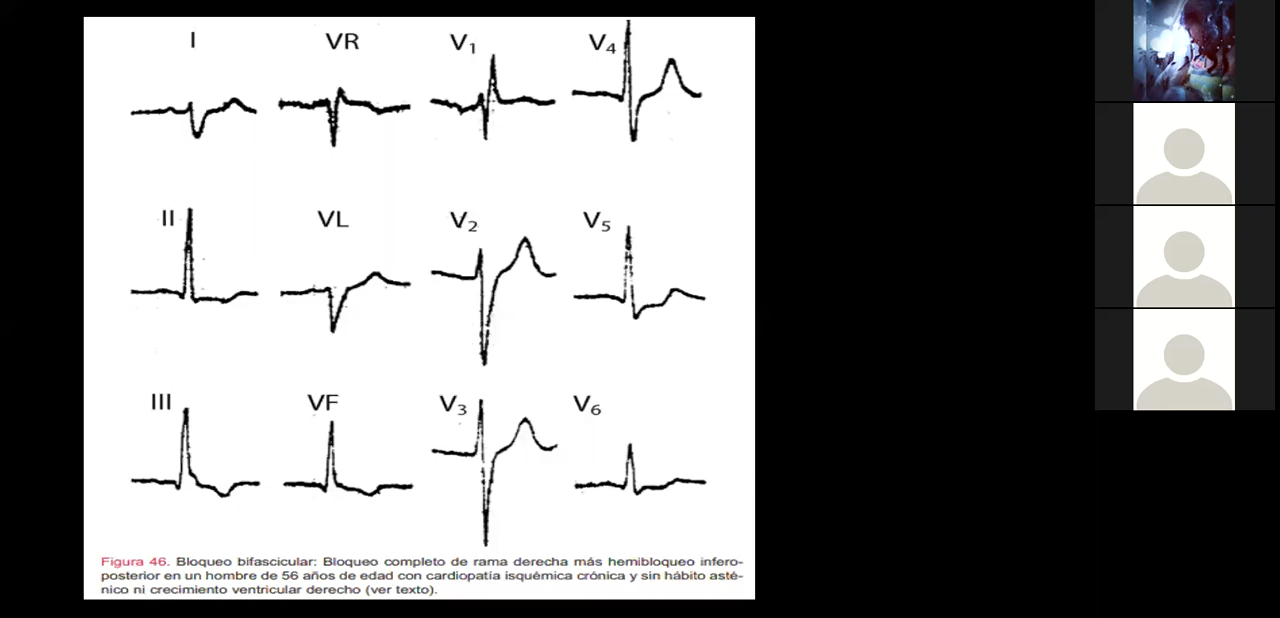 I VR V1 V4
II VL V2 V5
III VF V3 V6
Figura 46. Bloqueo bifascicular: Bloqueo completo de rama derecha más hemibloqueo infero-
posterior en un hombre de 56 años de edad con cardiopatía isquémica crónica y sin hábito asté-
nico ni crecimiento ventricular derecho (ver texto).